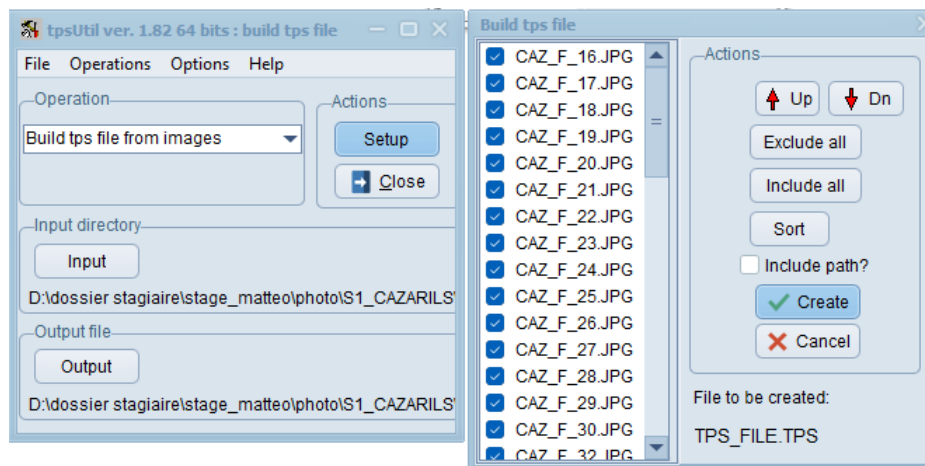 tpsUtil ver. 1.82 64 bits : build tps file
File Operations Options Help
Operation
Build tps file from images
Actions
Setup
Close
Input directory
Input
D:\dossier stagiaire\stage_matteo\photo\S1_CAZARILS\
Output file
Output
D:\dossier stagiaire\stage_matteo\photo\S1_CAZARILS\
Build tps file
CAZ_F_16.JPG
CAZ_F_17.JPG
CAZ_F_18.JPG
CAZ_F_19.JPG
CAZ_F_20.JPG
CAZ_F_21.JPG
CAZ_F_22.JPG
CAZ_F_23.JPG
CAZ_F_24.JPG
CAZ_F_25.JPG
CAZ_F_26.JPG
CAZ_F_27.JPG
CAZ_F_28.JPG
CAZ_F_29.JPG
CAZ_F_30.JPG
CAZ_F_32.JPG
Actions
Up Dn
Exclude all
Include all
Sort
Include path?
Create
Cancel
File to be created:
TPS_FILE.TPS